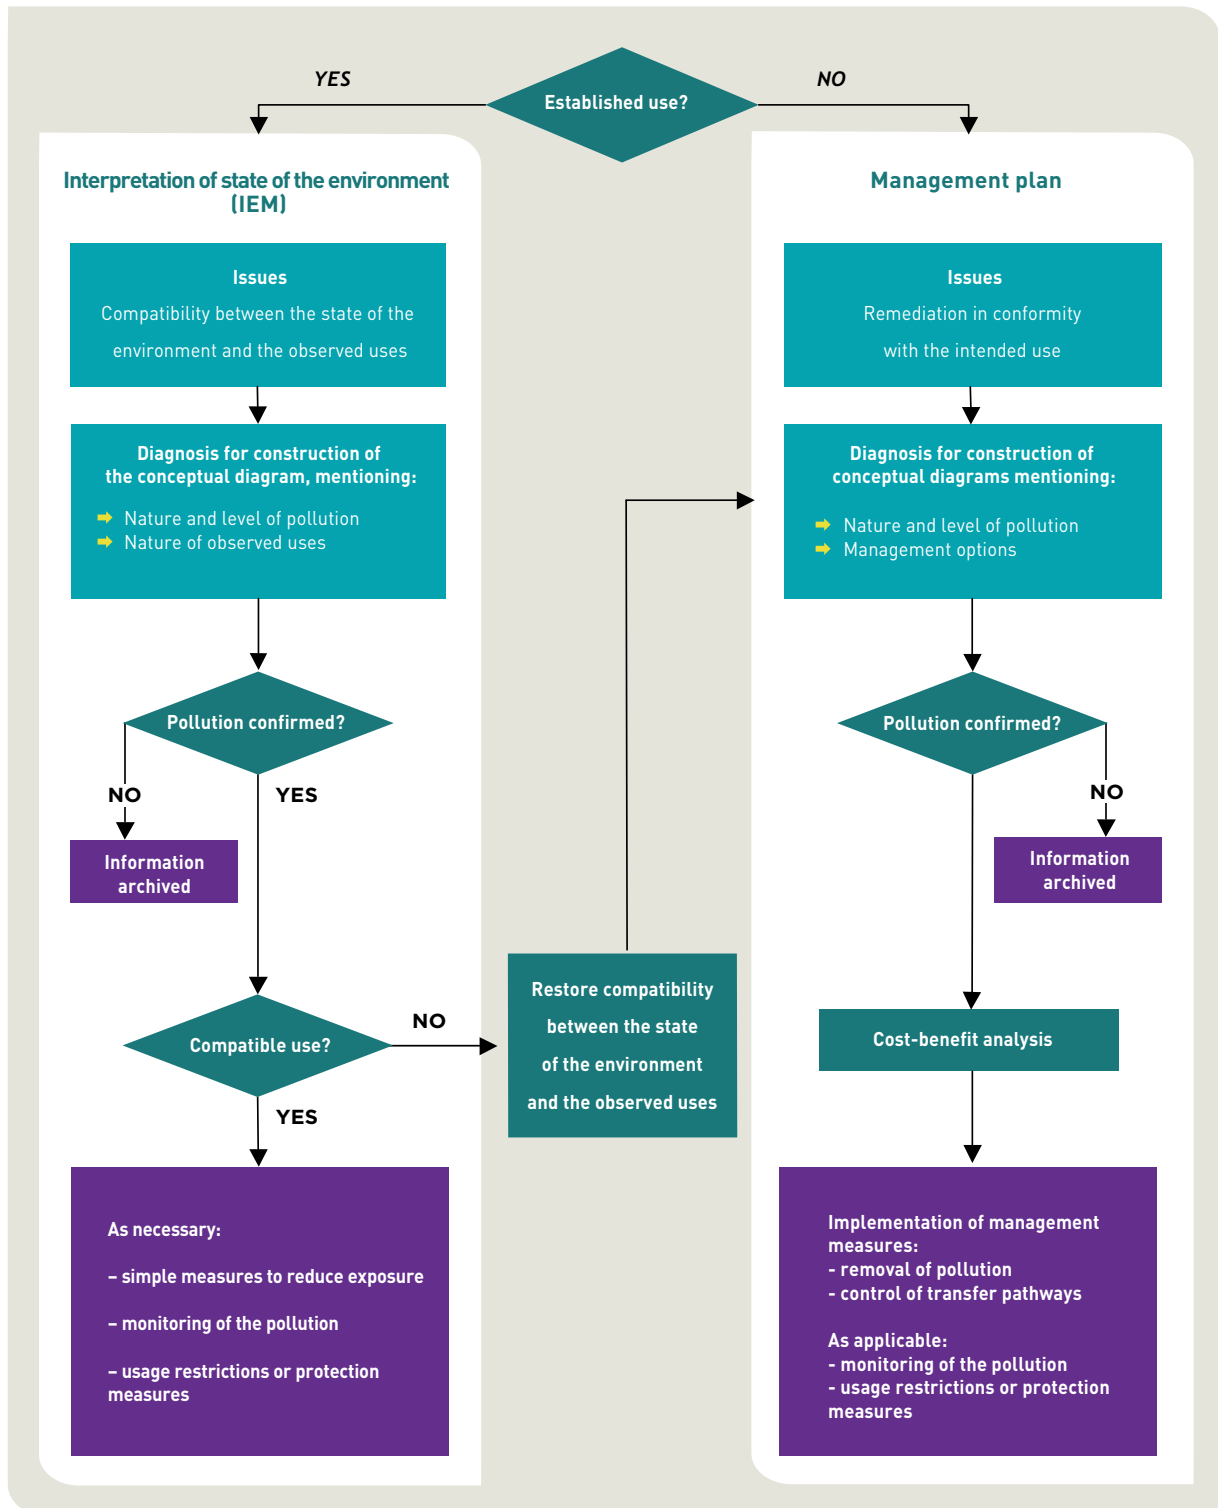 Established use?
YES
NO
Interpretation of state of the environment
(IEM)
Issues
Compatibility between the state of the
environment and the observed uses
Diagnosis for construction of
the conceptual diagram, mentioning:
Nature and level of pollution
Nature of observed uses
Pollution confirmed?
NO
YES
Information
archived
Compatible use?
NO
YES
As necessary:
– simple measures to reduce exposure
– monitoring of the pollution
– usage restrictions or protection
measures
Restore compatibility
between the state
of the environment
and the observed uses
Management plan
Issues
Remediation in conformity
with the intended use
Diagnosis for construction of
conceptual diagrams mentioning:
Nature and level of pollution
Management options
Pollution confirmed?
NO
Information
archived
Cost-benefit analysis
Implementation of management
measures:
- removal of pollution
- control of transfer pathways
As applicable:
- monitoring of the pollution
- usage restrictions or protection
measures